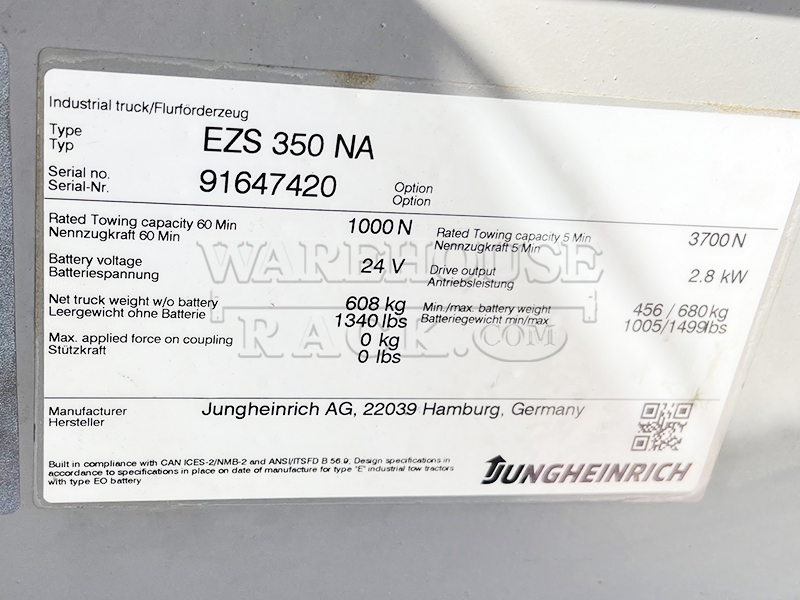 Industrial truck/Flurförderzeug
Type
Typ
EZS 350 NA
Serial no.
Serial-Nr.
91647420
Option
Option
Rated Towing capacity 60 Min
Nennzugkraft 60 Min
1000 N
Rated Towing capacity 5 Min
Nennzugkraft 5 Min
3700 N
Battery voltage
Batteriespannung
24 V
Drive output
Antriebsleistung
2.8 kW
Net truck weight w/o battery
Leergewicht ohne Batterie
608 kg
1340 lbs
Min./max. battery weight
Batteriegewicht min/max
456 / 680 kg
1005/1499lbs
Max. applied force on coupling
Stützkraft
0 kg
0 lbs
WAREHOUSE
RACK.COM
Manufacturer
Hersteller
Jungheinrich AG, 22039 Hamburg, Germany
Built in compliance with CAN ICES-2/NMB-2 and ANSI/ITSFD B 56.9, Design specifications in
accordance to specifications in place on date of manufacture for type "E" industrial tow tractors
with type EO battery
JUNGHEINRICH